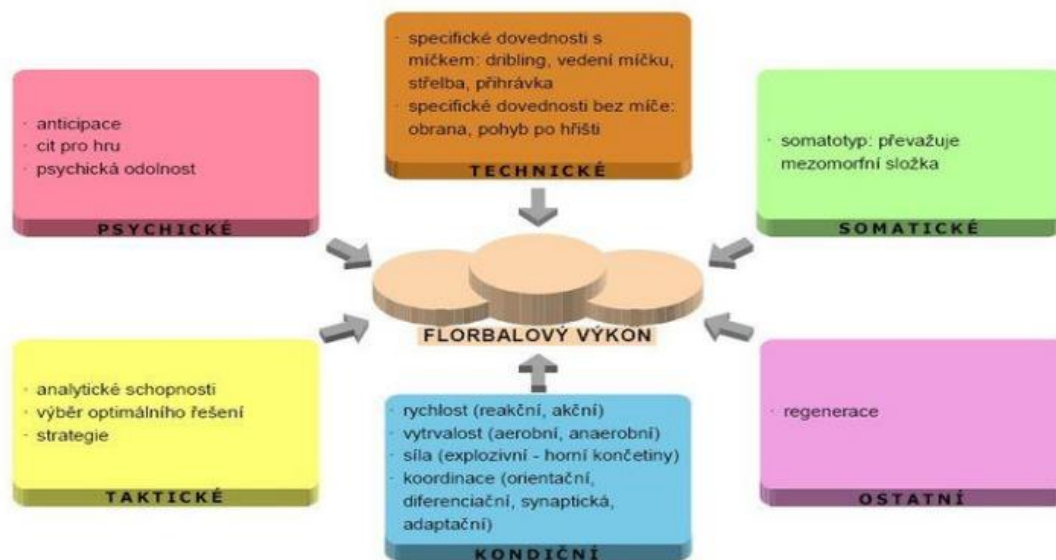 · specifické dovednosti s
míčkem: dribling, vedení míčku,
střelba, přihrávka
· specifické dovednosti bez míče:
obrana, pohyb po hřišti
TECHNICKÉ
· anticipace
· cit pro hru
· psychická odolnost
PSYCHICKÉ
· somatotyp: převažuje
mezomorfní složka
SOMATICKÉ
FLORBALOVÝ VÝKON
· analytické schopnosti
· výběr optimálního řešení
· strategie
TAKTICKÉ
· rychlost (reakční, akční)
· vytrvalost (aerobní, anaerobní)
· síla (explozivní - horní končetiny)
· koordinace (orientační,
diferenciační, synaptická,
adaptační)
KONDIČNÍ
· regenerace
OSTATNÍ